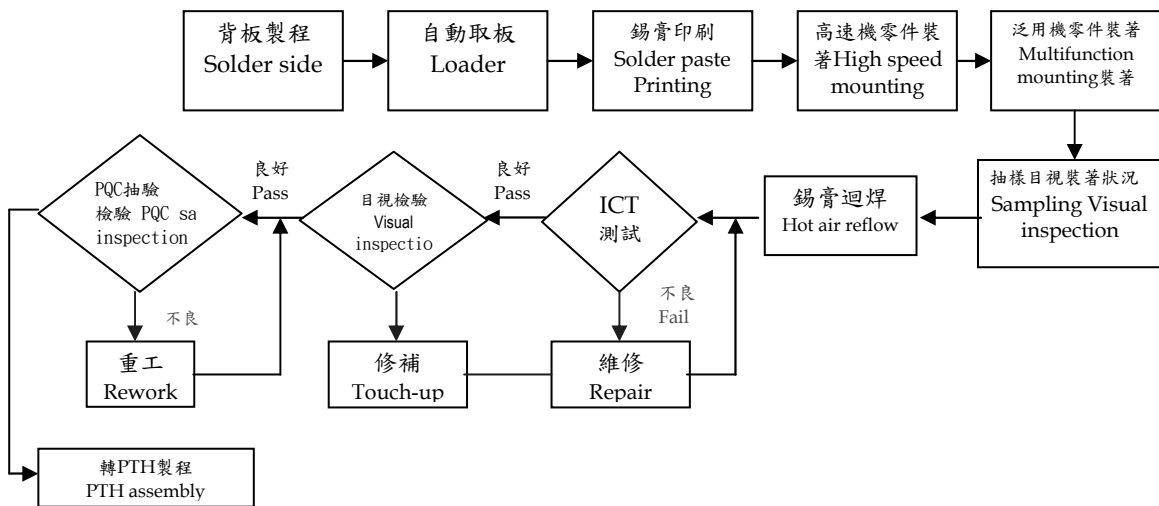 背板製程
Solder side
自動取板
Loader
錫膏印刷
Solder paste
Printing
高速機零件裝
著High speed
mounting
泛用機零件裝著
Multifunction
mounting裝著
抽樣目視裝著狀況
Sampling Visual
inspection
錫膏迴焊
Hot air reflow
ICT
測試
良好
Pass
不良
Fail
維修
Repair
目視檢驗
Visual
inspectio
良好
Pass
修補
Touch-up
PQC抽驗
檢驗 PQC sa
inspection
不良
重工
Rework
轉PTH製程
PTH assembly